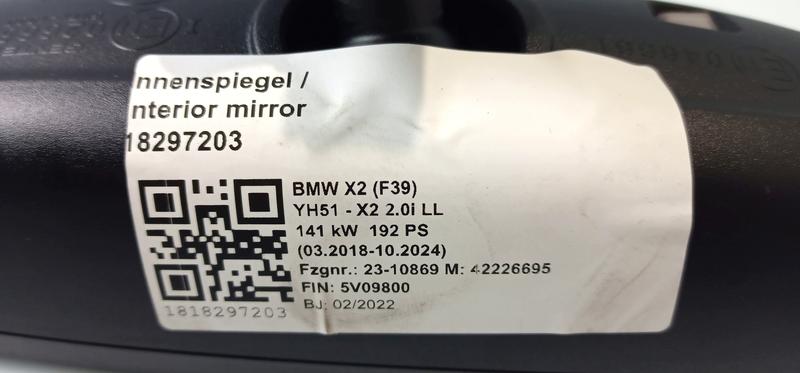 nnenspiegel /
nterior mirror
18297203
BMW X2 (F39)
YH51 - X2 2.0i LL
141 kW 192 PS
(03.2018-10.2024)
Fzgnr.: 23-10869 M: 42226695
FIN: 5V09800
BJ: 02/2022
1818297203